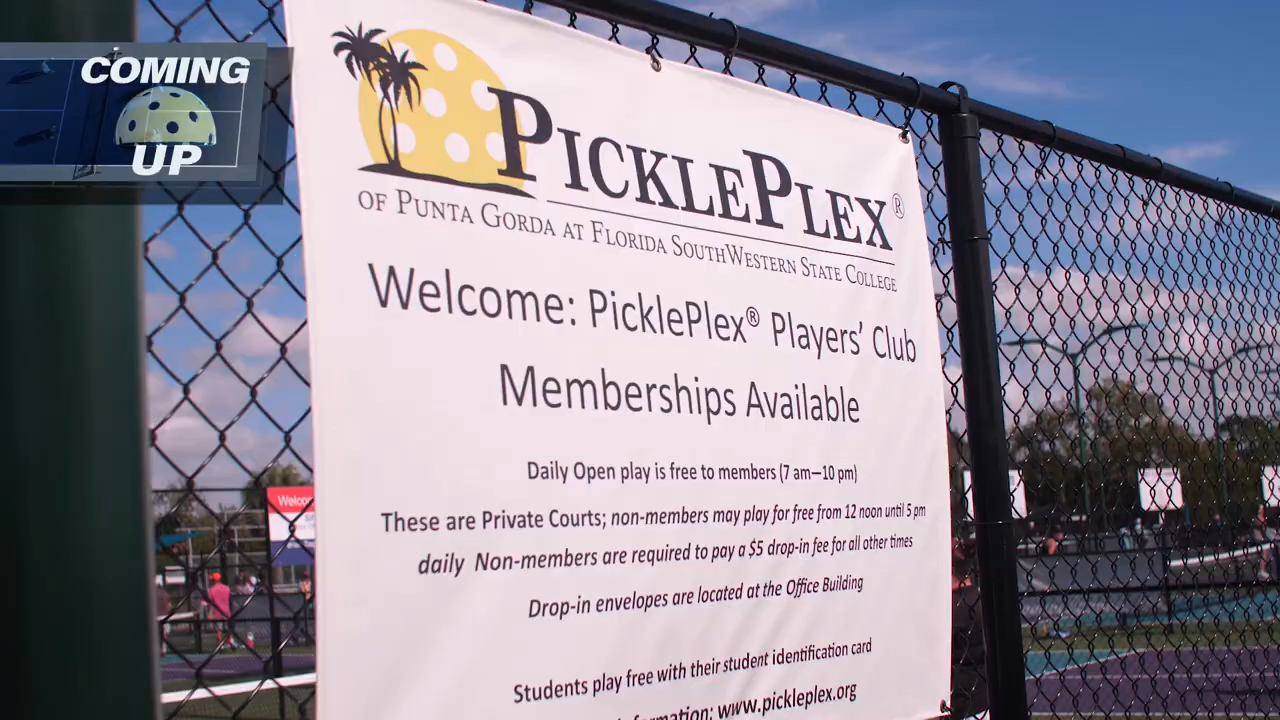 COMING
UP
PICKLEPLEX®
OF PUNTA GORDA AT FLORIDA SOUTHWESTERN STATE COLLEGE
Welcome: PicklePlex® Players’ Club
Memberships Available
Daily Open play is free to members (7 am—10 pm)
These are Private Courts; non-members may play for free from 12 noon until 5 pm
daily Non-members are required to pay a $5 drop-in fee for all other times
Drop-in envelopes are located at the Office Building
Students play free with their student identification card
www.pickleplex.org